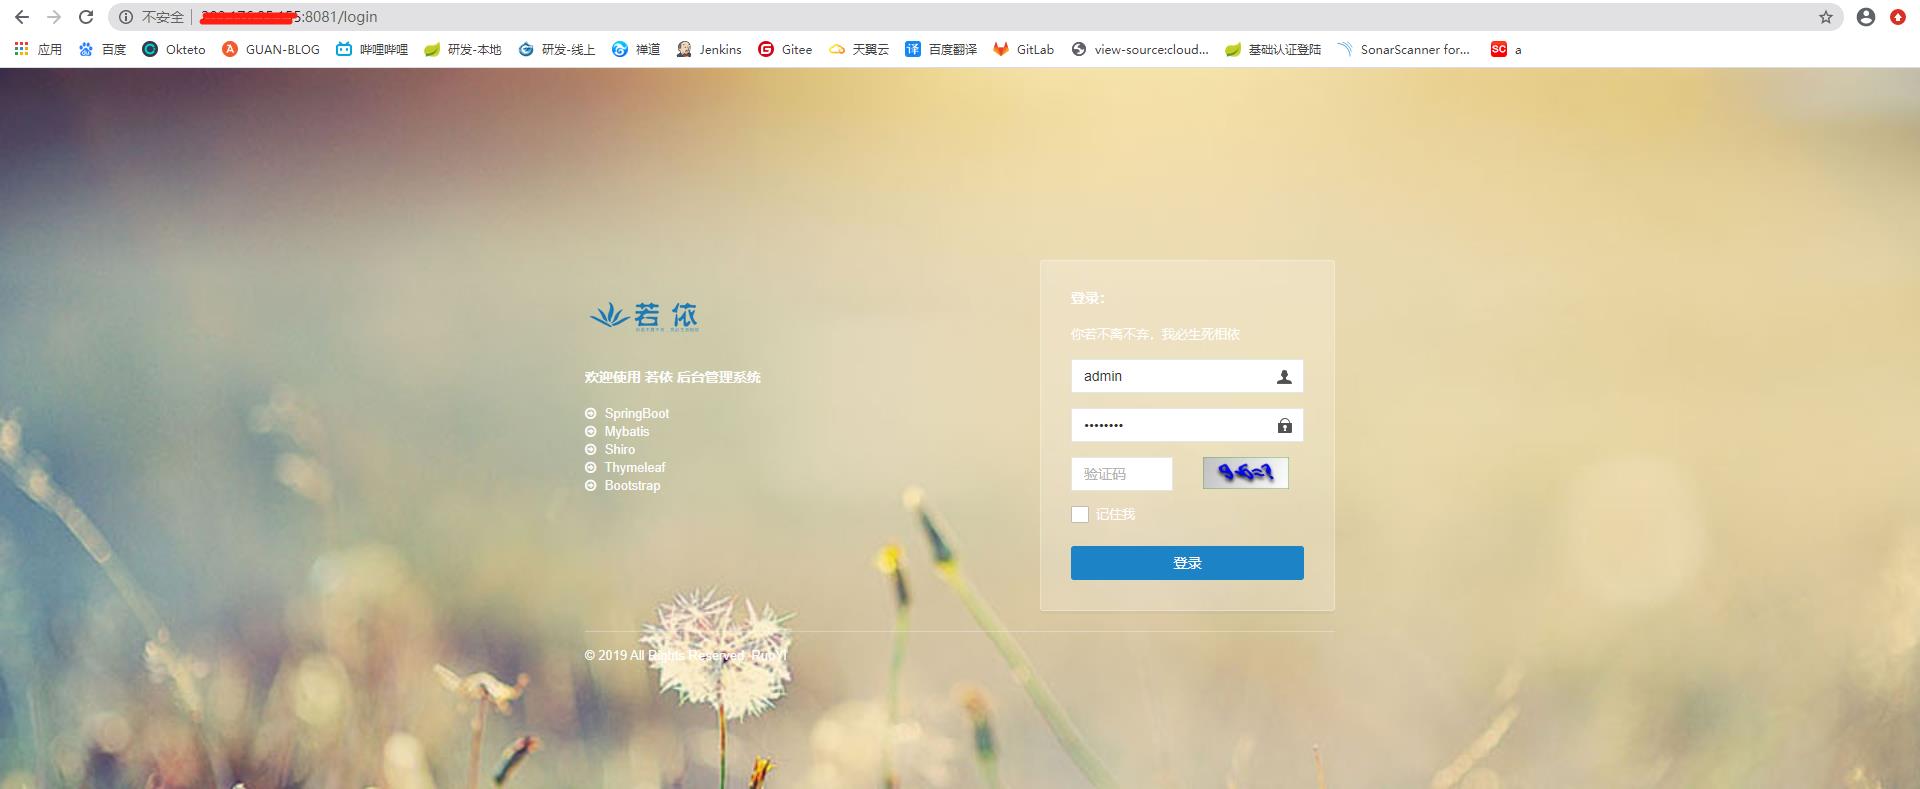 不安全 :8081/login
应用 百度 Okteto GUAN-BLOG 哔哩哔哩 研发-本地 研发-线上 禅道 Jenkins Gitee 天翼云 译 百度翻译 GitLab view-source:cloud... 基础认证登陆 SonarScanner for... SC a
若依
欢迎使用 若依 后台管理系统
SpringBoot
Mybatis
Shiro
Thymeleaf
Bootstrap
登录：
你若不离不弃，我必生死相依
admin
••••••••
验证码 9-6=?
记住我
登录
© 2019 All Rights Reserved. RuoYi